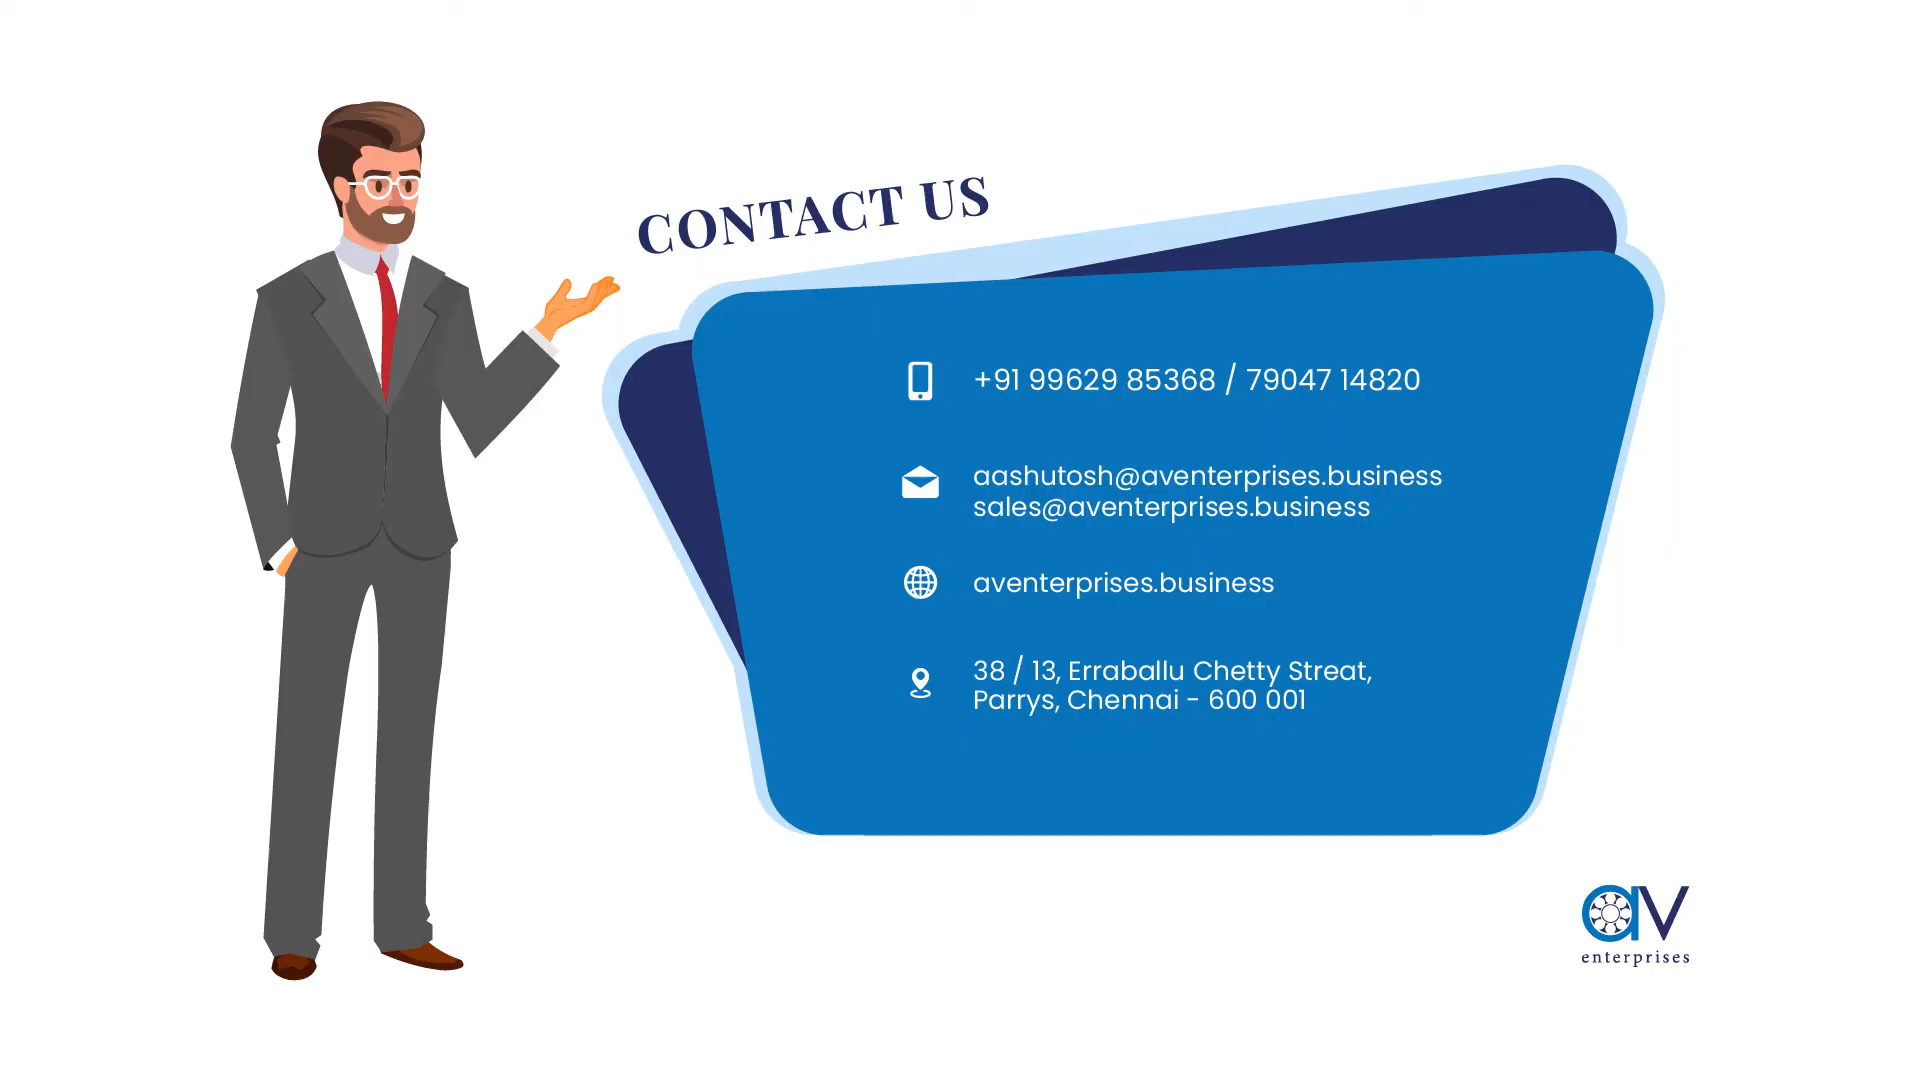 CONTACT US
+91 99629 85368 / 79047 14820
aashutosh@aventerprises.business
sales@aventerprises.business
aventerprises.business
38 / 13, Erraballu Chetty Streat,
Parrys, Chennai - 600 001
av
enterprises